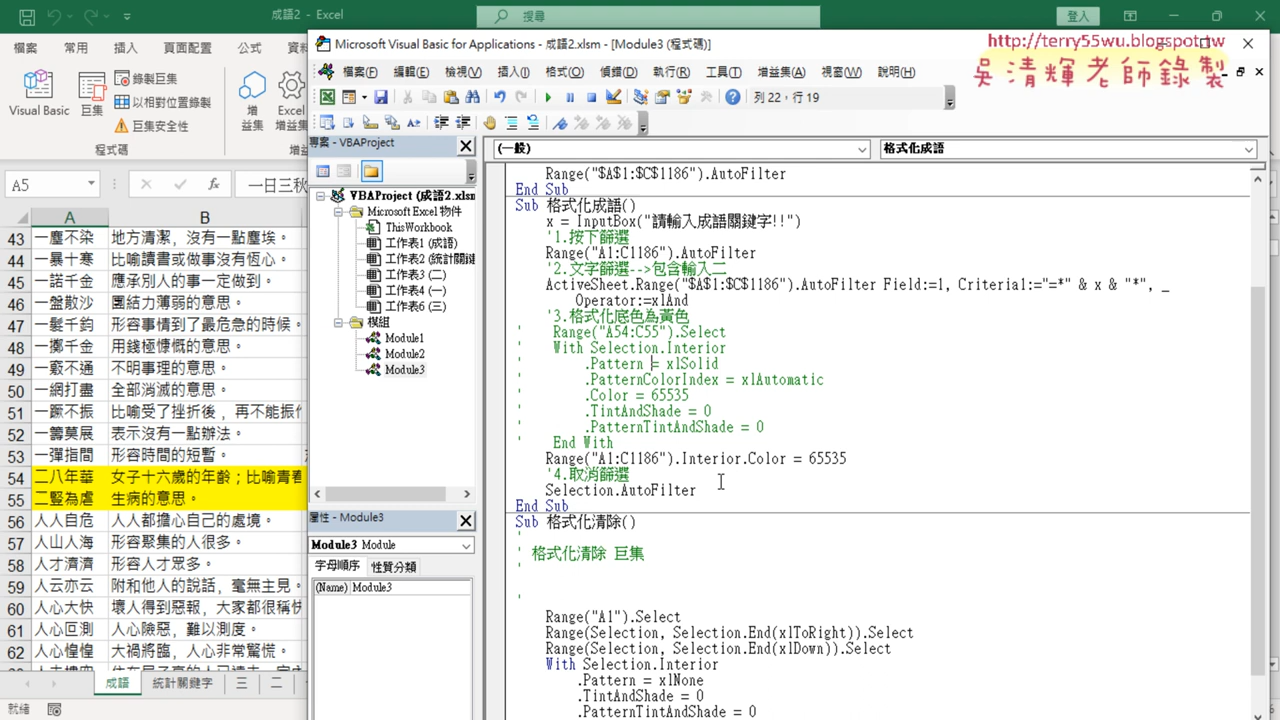 成語2 - Excel
搜尋
登入
檔案 常用 插入 頁面配置 公式
Visual Basic
巨集
錄製巨集
以相對位置錄製
巨集安全性
增益集
Excel
程式碼
A5
一日三秋
A B
43 一塵不染 地方清潔，沒有一點塵埃。
44 一暴十寒 比喻讀書或做事沒有恆心。
45 一諾千金 應承別人的事一定做到。
46 一盤散沙 團結力薄弱的意思。
47 一髮千鈞 形容事情到了最危急的時候。
48 一擲千金 用錢極慷慨的意思。
49 一竅不通 不明事理的意思。
50 一網打盡 全部消滅的意思。
51 一蹶不振 比喻受了挫折後，再不能振作
52 一籌莫展 表示沒有一點辦法。
53 一彈指間 形容時間的短暫。
54 二八年華 女子十六歲的年齡；比喻青春
55 二豎為虐 生病的意思。
56 人人自危 人人都擔心自己的處境。
57 人山人海 形容聚集的人很多。
58 人才濟濟 形容人才眾多。
59 人云亦云 附和他人的說話，毫無主見。
60 人心大快 壞人得到惡報，大家都很稱快
61 人心叵測 人心險惡，難以測度。
62 人心惶惶 大禍將臨，人心非常驚慌。
成語 統計關鍵字 三 二
就緒
Microsoft Visual Basic for Applications - 成語2.xlsm - [Module3 (程式碼)]
http://terry55wu.blogspot.tw
吳清輝老師錄製
檔案(F) 編輯(E) 檢視(V) 插入(I) 格式(O) 偵錯(D) 執行(R) 工具(T) 增益集(A) 視窗(W) 說明(H)
列 22，行 19
專案 - VBAProject
VBAProject (成語2.xlsm
Microsoft Excel 物件
ThisWorkbook
工作表1 (成語)
工作表2 (統計關鍵
工作表3 (二)
工作表4 (一)
工作表6 (三)
模組
Module1
Module2
Module3
屬性 - Module3
Module3 Module
字母順序 性質分類
(Name) Module3
(一般) 格式化成語
Range("$A$1:$C$1186").AutoFilter
End Sub
Sub 格式化成語()
x = InputBox("請輸入成語關鍵字!!")
'1.按下篩選
Range("A1:C1186").AutoFilter
'2.文字篩選-->包含輸入二
ActiveSheet.Range("$A$1:$C$1186").AutoFilter Field:=1, Criteria1:="=*" & x & "*", _
Operator:=xlAnd
'3.格式化底色為黃色
' Range("A54:C55").Select
' With Selection.Interior
' .Pattern = xlSolid
' .PatternColorIndex = xlAutomatic
' .Color = 65535
' .TintAndShade = 0
' .PatternTintAndShade = 0
' End With
Range("A1:C1186").Interior.Color = 65535
'4.取消篩選
Selection.AutoFilter
End Sub
Sub 格式化清除()
'
' 格式化清除 巨集
'
'
Range("A1").Select
Range(Selection, Selection.End(xlToRight)).Select
Range(Selection, Selection.End(xlDown)).Select
With Selection.Interior
.Pattern = xlNone
.TintAndShade = 0
.PatternTintAndShade = 0